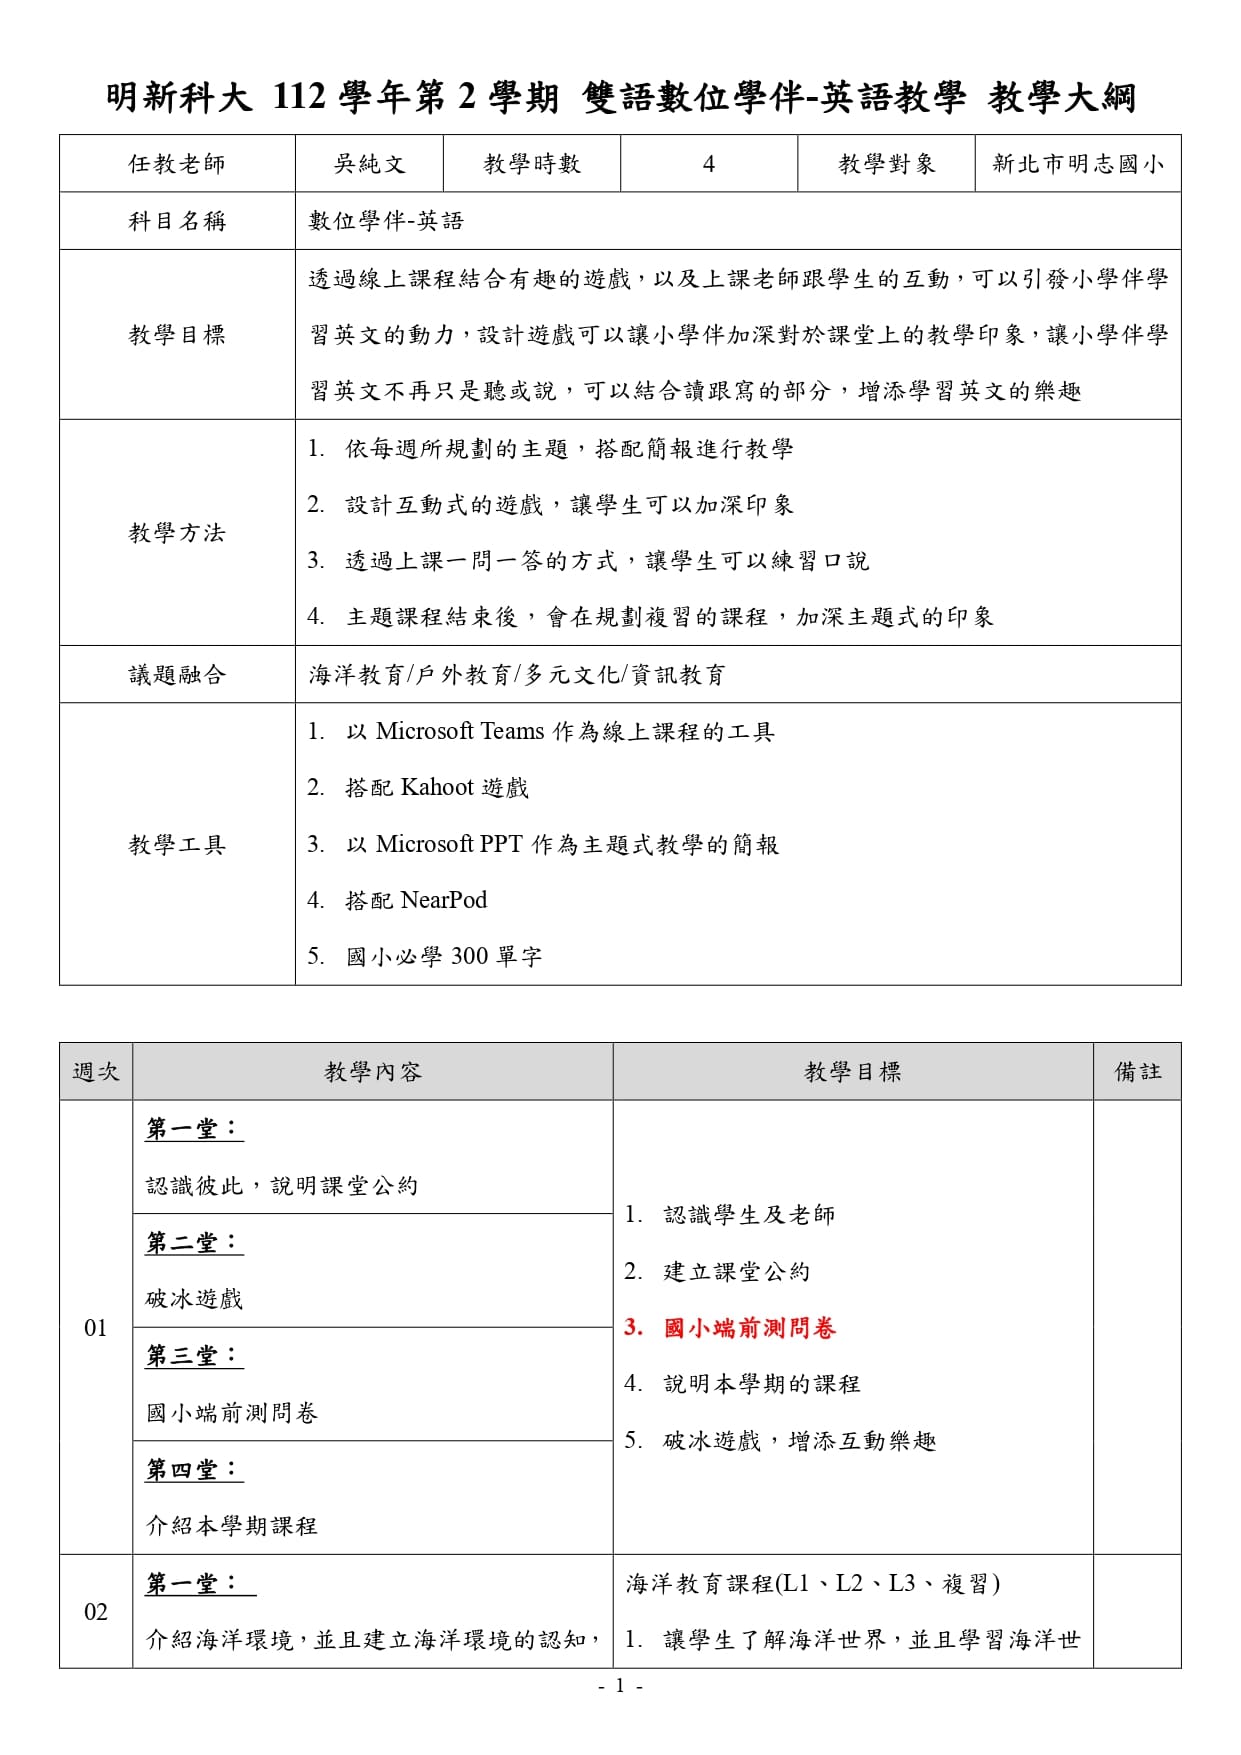 明新科大 112 學年第 2 學期 雙語數位學伴-英語教學 教學大綱
任教老師 吳純文 教學時數 4 教學對象 新北市明志國小
科目名稱 數位學伴-英語
教學目標
透過線上課程結合有趣的遊戲，以及上課老師跟學生的互動，可以引發小學伴學
習英文的動力，設計遊戲可以讓小學伴加深對於課堂上的教學印象，讓小學伴學
習英文不再只是聽或說，可以結合讀跟寫的部分，增添學習英文的樂趣
教學方法
1. 依每週所規劃的主題，搭配簡報進行教學
2. 設計互動式的遊戲，讓學生可以加深印象
3. 透過上課一問一答的方式，讓學生可以練習口說
4. 主題課程結束後，會在規劃複習的課程，加深主題式的印象
議題融合 海洋教育/戶外教育/多元文化/資訊教育
教學工具
1. 以 Microsoft Teams 作為線上課程的工具
2. 搭配 Kahoot 遊戲
3. 以 Microsoft PPT 作為主題式教學的簡報
4. 搭配 NearPod
5. 國小必學 300 單字
週次 教學內容 教學目標 備註
01
第一堂：
認識彼此，說明課堂公約
第二堂：
破冰遊戲
第三堂：
國小端前測問卷
第四堂：
介紹本學期課程
1. 認識學生及老師
2. 建立課堂公約
3. 國小端前測問卷
4. 說明本學期的課程
5. 破冰遊戲，增添互動樂趣
02
第一堂：
介紹海洋環境，並且建立海洋環境的認知，
海洋教育課程(L1、L2、L3、複習)
1. 讓學生了解海洋世界，並且學習海洋世
- 1 -